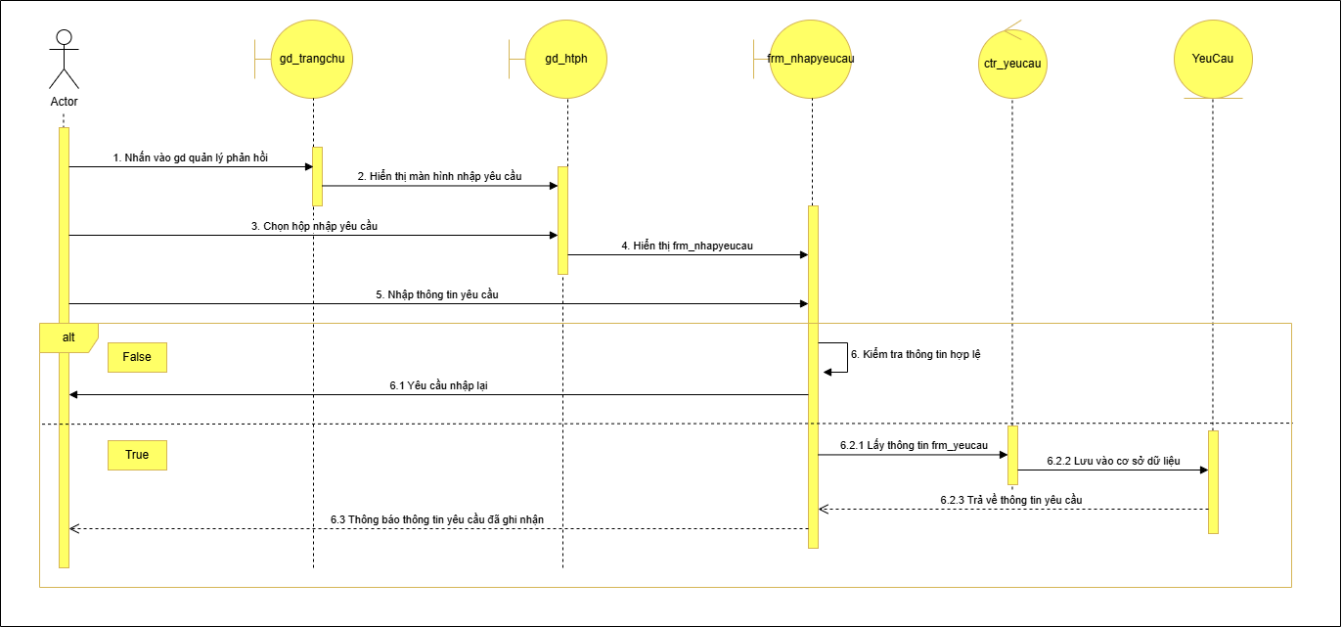 gd_trangchu
gd_htph
frm_nhapyeucau
ctr_yeucau
YeuCau
Actor
1. Nhấn vào gd quản lý phản hồi
2. Hiển thị màn hình nhập yêu cầu
3. Chọn hộp nhập yêu cầu
4. Hiển thị frm_nhapyeucau
5. Nhập thông tin yêu cầu
alt
False
6. Kiểm tra thông tin hợp lệ
6.1 Yêu cầu nhập lại
True
6.2.1 Lấy thông tin frm_yeucau
6.2.2 Lưu vào cơ sở dữ liệu
6.2.3 Trả về thông tin yêu cầu
6.3 Thông báo thông tin yêu cầu đã ghi nhận